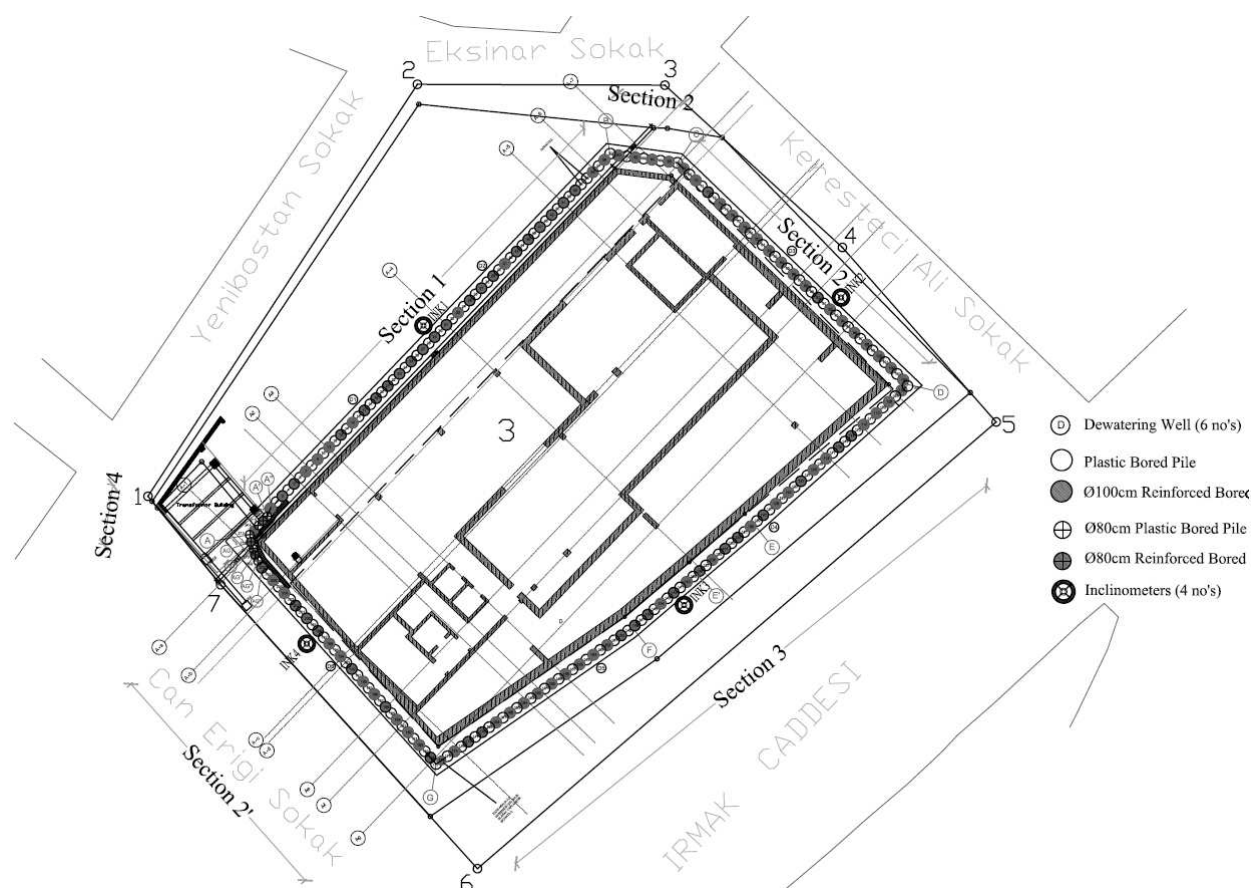 Eksinar Sokak
2
3
Section 2
Yenibostan Sokak
Keresteci Ali Sokak
4
Section 2
INK2
Section 1
INK1
D
3
5
1
Section 4
Transformer Building
A
7
E
INK3
E'
F
INK4
Section 3
Can Erigi Sokak
Section 2'
G
IRMAK CADDESI
6
D Dewatering Well (6 no's)
Plastic Bored Pile
Ø100cm Reinforced Bore
Ø80cm Plastic Bored Pile
Ø80cm Reinforced Bored
Inclinometers (4 no's)